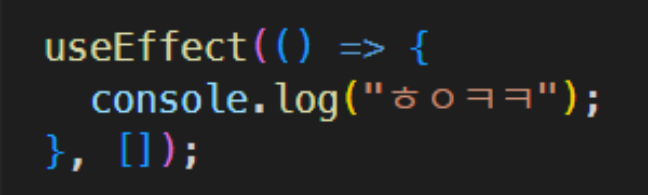 useEffect(() => {
  console.log("ㅎㅇㅋㅋ");
}, []);